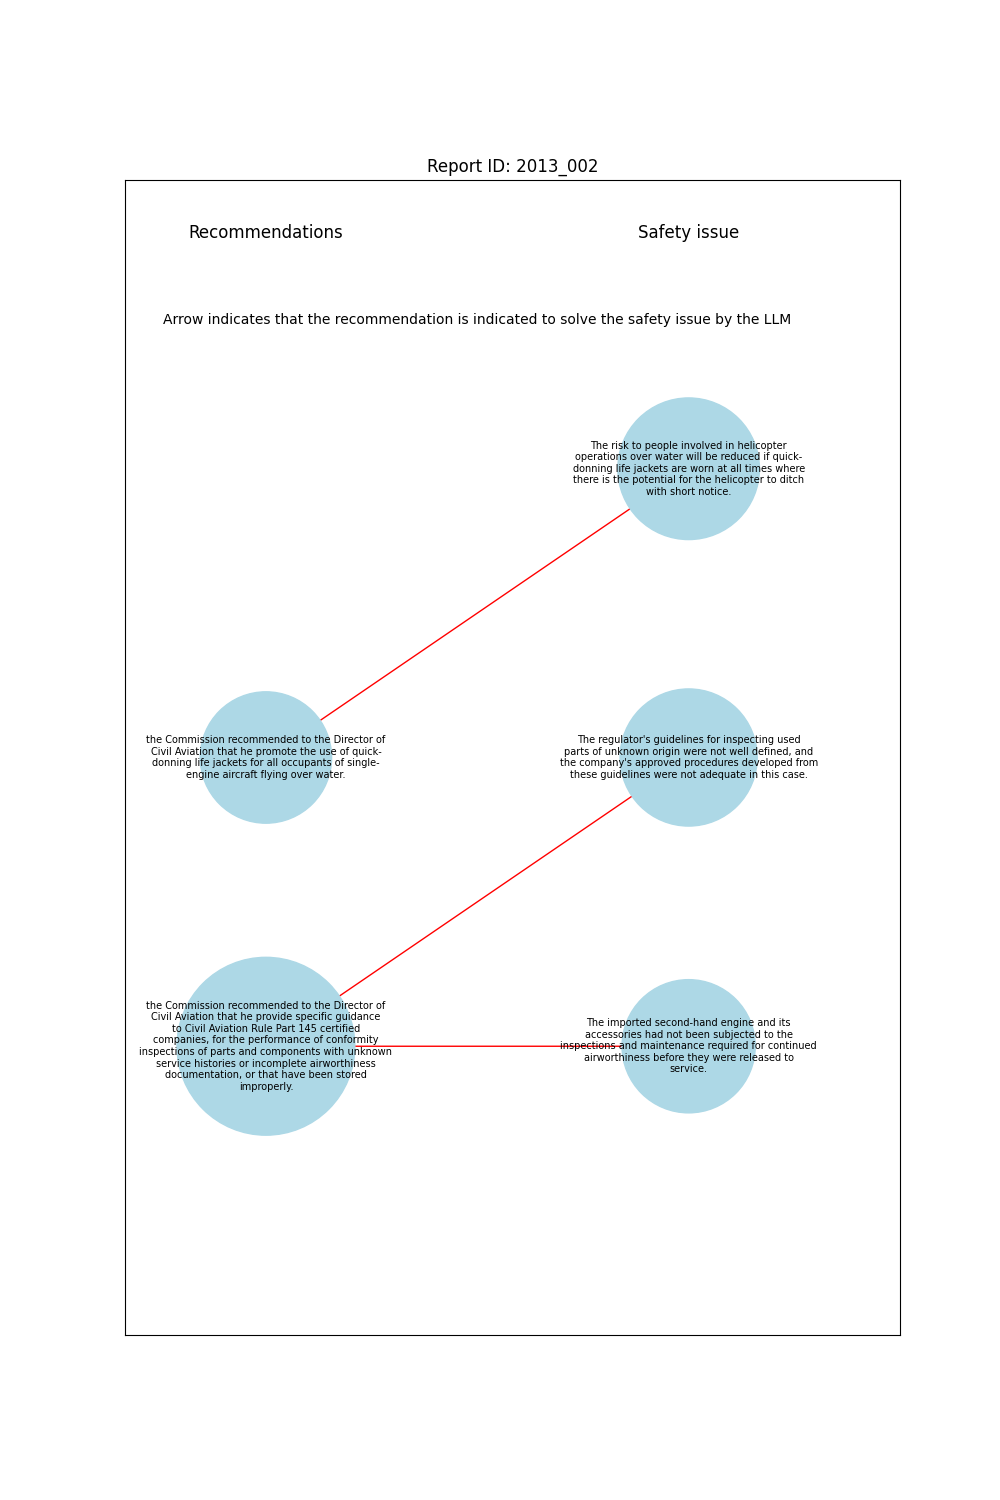 Report ID: 2013_002
Recommendations
Safety issue
Arrow indicates that the recommendation is indicated to solve the safety issue by the LLM
The risk to people involved in helicopter
operations over water will be reduced if quick-
donning life jackets are worn at all times where
there is the potential for the helicopter to ditch
with short notice.
the Commission recommended to the Director of
Civil Aviation that he promote the use of quick-
donning life jackets for all occupants of single-
engine aircraft flying over water.
The regulator's guidelines for inspecting used
parts of unknown origin were not well defined, and
the company's approved procedures developed from
these guidelines were not adequate in this case.
the Commission recommended to the Director of
Civil Aviation that he provide specific guidance
to Civil Aviation Rule Part 145 certified
companies, for the performance of conformity
inspections of parts and components with unknown
service histories or incomplete airworthiness
documentation, or that have been stored
improperly.
The imported second-hand engine and its
accessories had not been subjected to the
inspections and maintenance required for continued
airworthiness before they were released to
service.